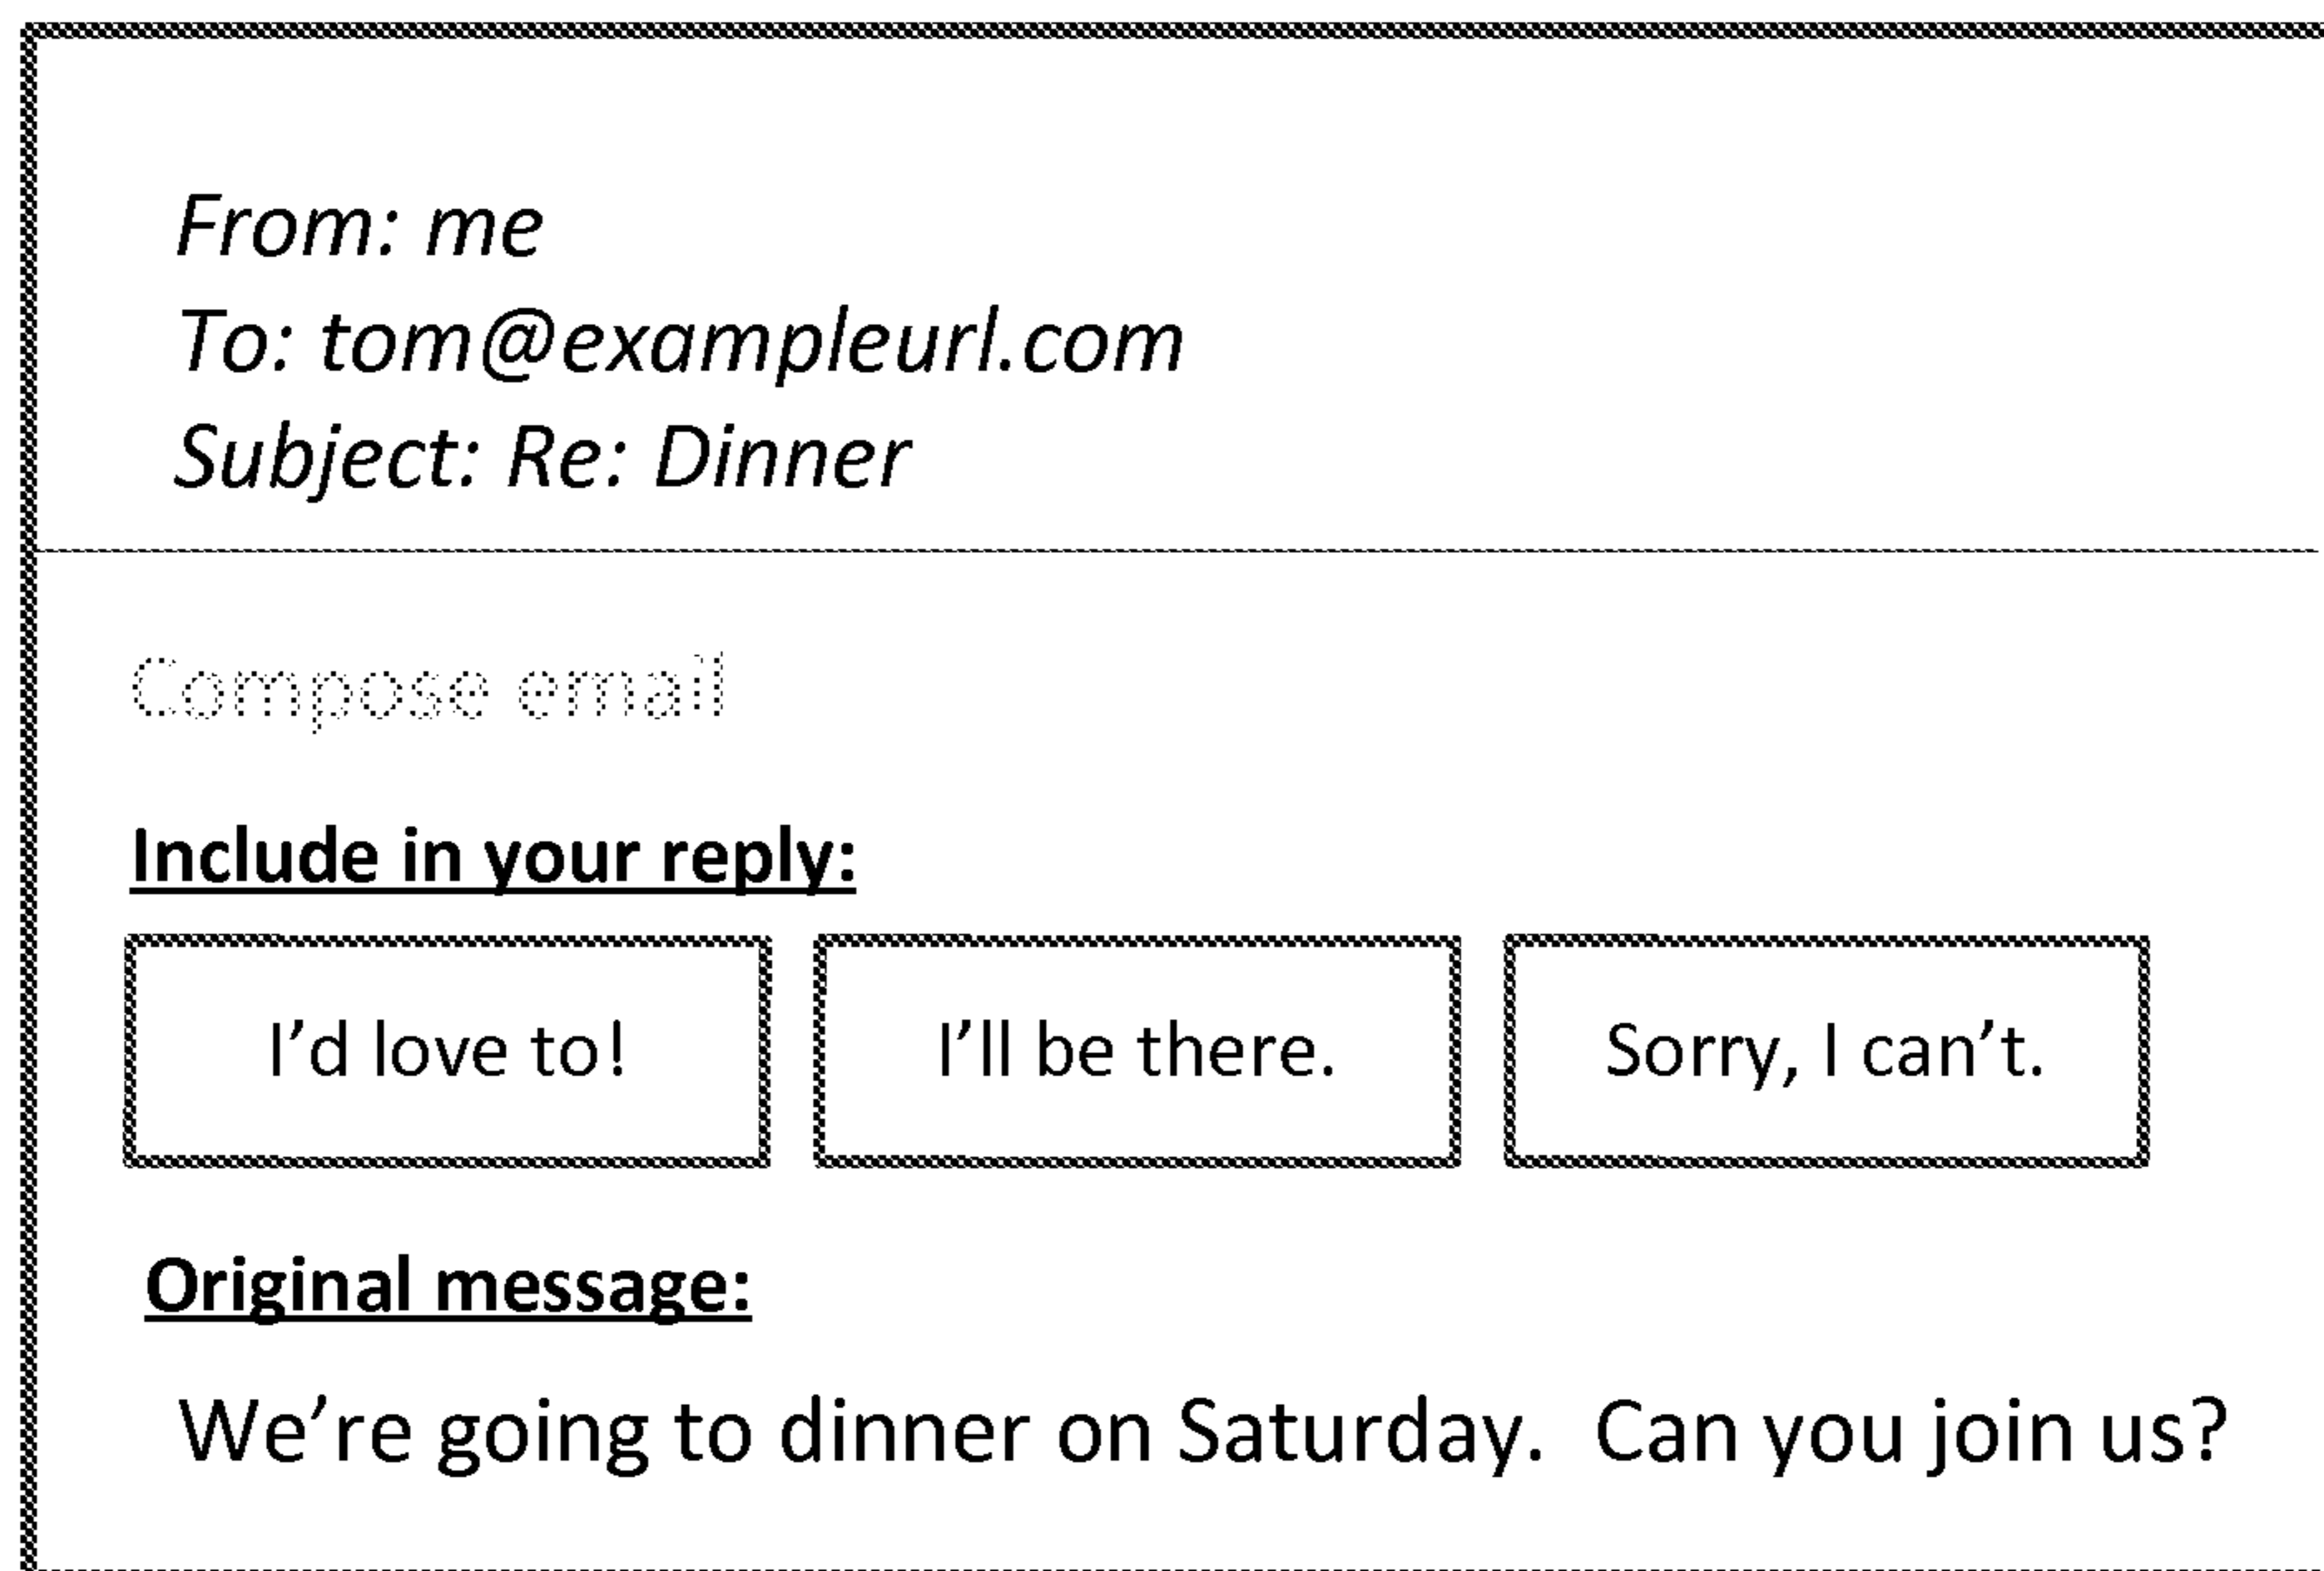 From: me
To: tom@exampleurl.com
Subject: Re: Dinner
Compose email
Include in your reply:
I'd love to! I'll be there. Sorry, I can't.
Original message:
We're going to dinner on Saturday.  Can you join us?